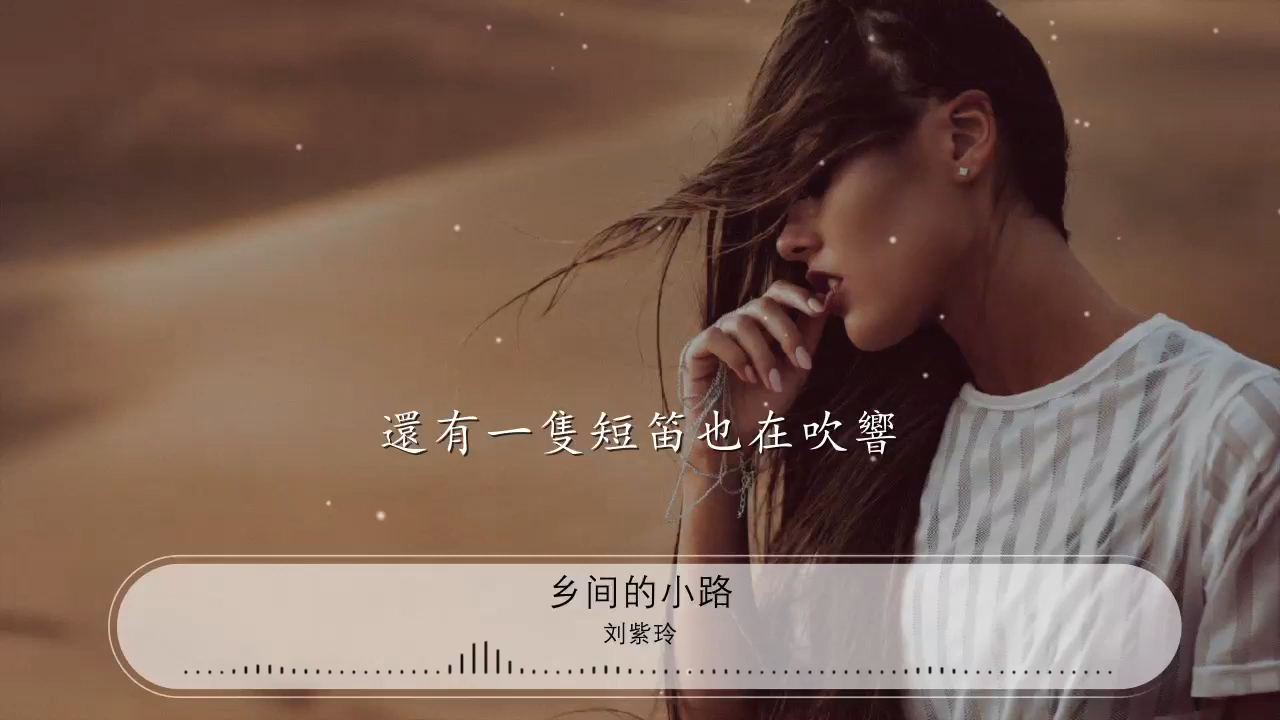 還有一隻短笛也在吹響
乡间的小路
刘紫玲